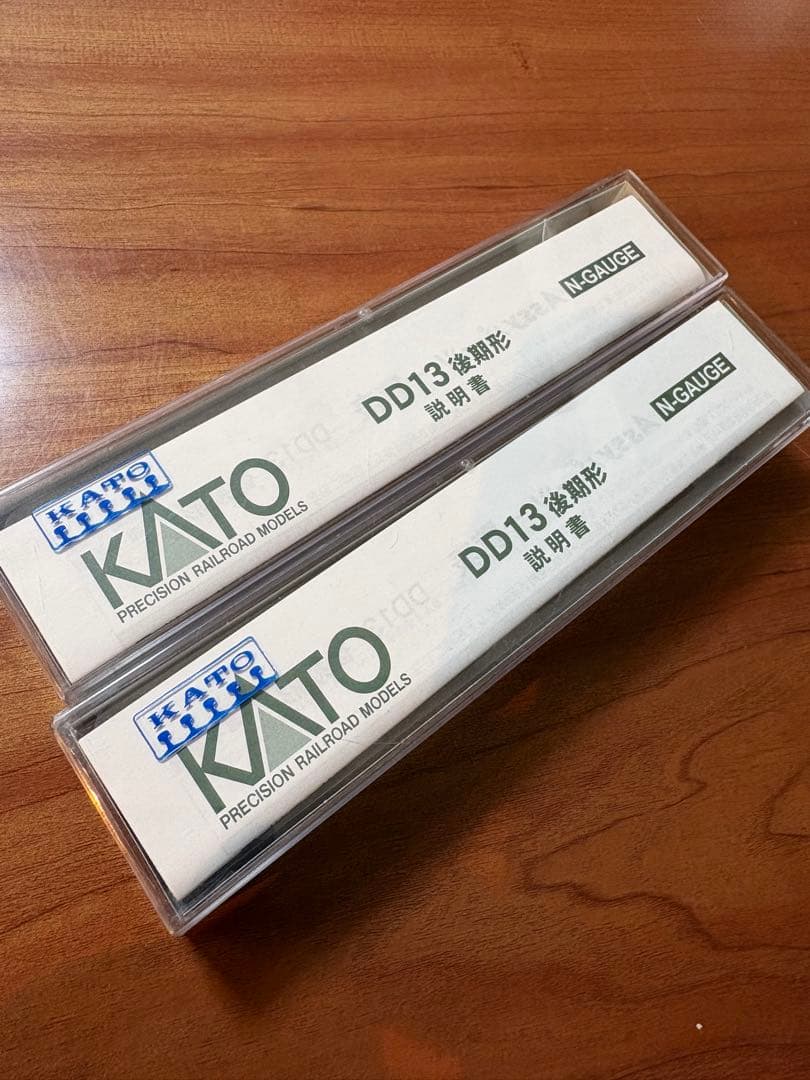 N-GAUGE
DD13 後期形
説明書
KATO
KATO
PRECISION RAILROAD MODELS
N-GAUGE
DD13 後期形
説明書
KATO
KATO
PRECISION RAILROAD MODELS